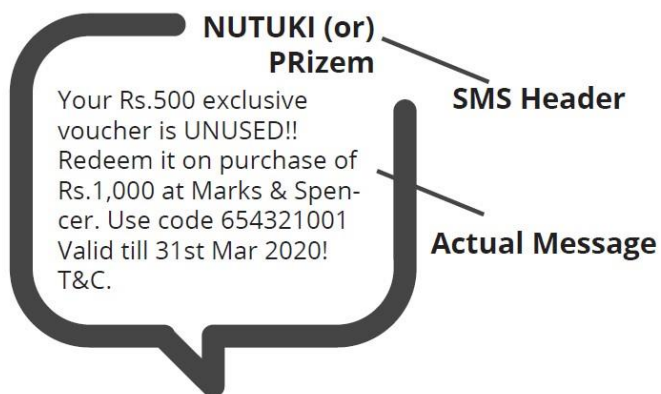 NUTUKI (or)
PRizem
SMS Header
Your Rs.500 exclusive
voucher is UNUSED!!
Redeem it on purchase of
Rs.1,000 at Marks & Spen-
cer. Use code 654321001
Valid till 31st Mar 2020!
T&C.
Actual Message